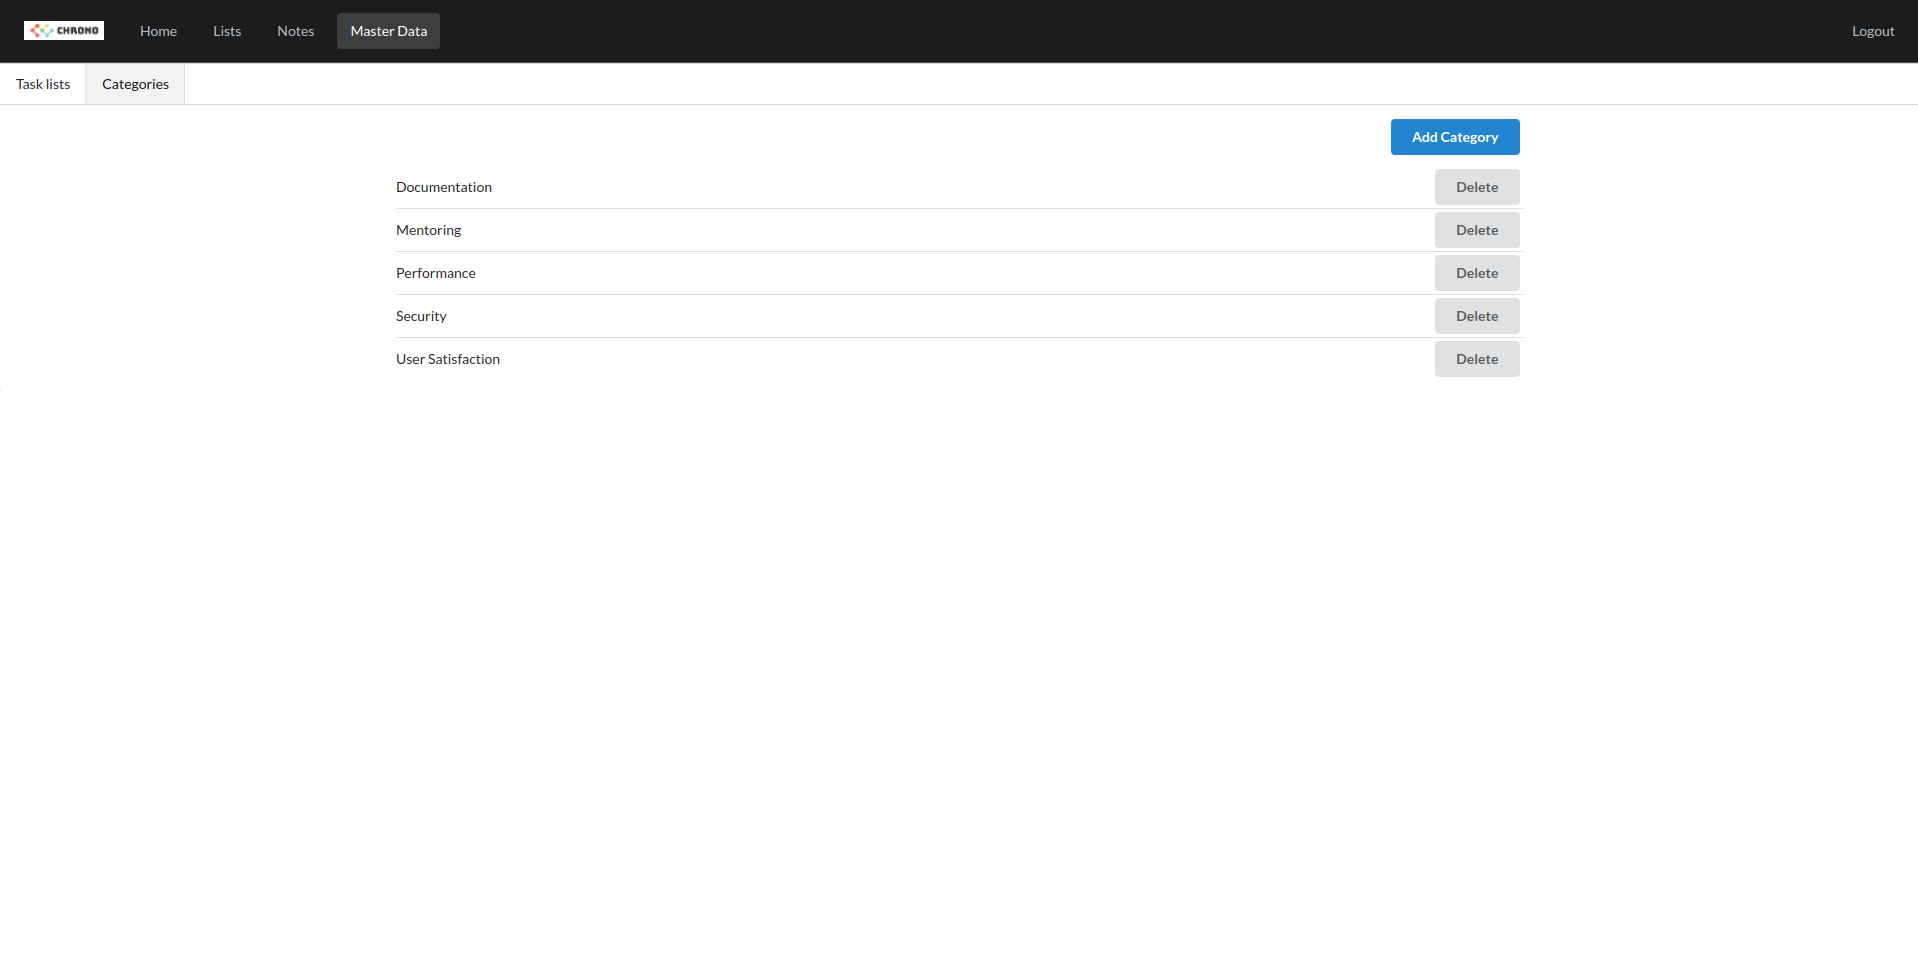 CHRONO Home Lists Notes Master Data Logout
Task lists Categories
Add Category
Documentation Delete
Mentoring Delete
Performance Delete
Security Delete
User Satisfaction Delete